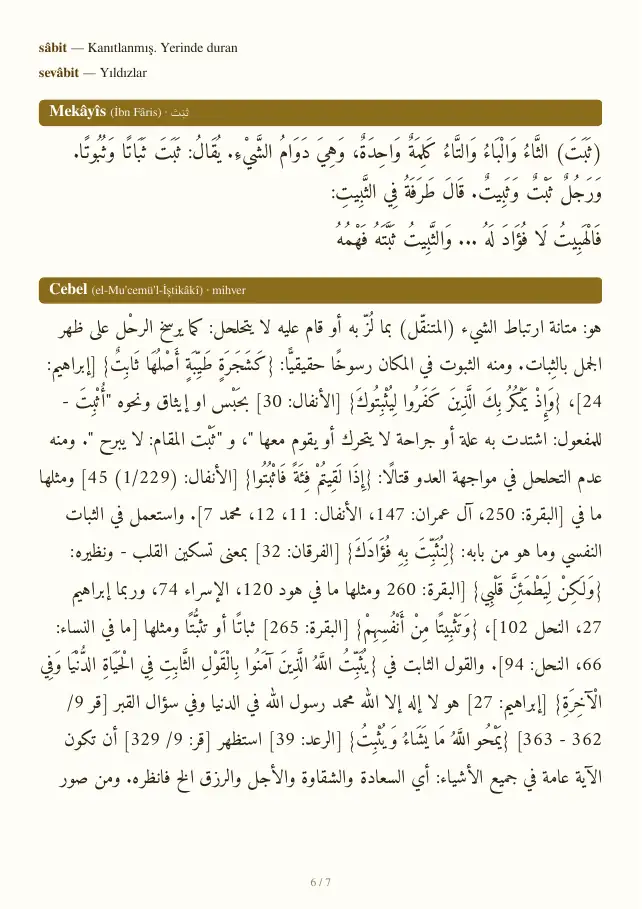 sâbit — Kanıtlanmış. Yerinde duran
sevâbit — Yıldızlar
Mekâyîs (İbn Fâris) · ثبت
(ثَبَتَ) الثَّاءُ وَالْبَاءُ وَالتَّاءُ كَلِمَةٌ وَاحِدَةٌ، وَهِيَ دَوَامُ الشَّيْءِ. يُقَالُ: ثَبَتَ ثَبَاتًا وَثُبُوتًا.
وَرَجُلٌ ثَبْتٌ وَثَبِيتٌ. قَالَ طَرَفَةُ فِي الثَّبِيتِ:
فَالْهَبِيتُ لَا فُؤَادَ لَهُ ... وَالثَّبِيتُ ثَبْتُهُ فَهْمُهُ
Cebel (el-Mu'cemü'l-İştikâkî) · mihver
هو: متانة ارتباط الشيء (المتنقّل) بما لُزّ به أو قام عليه لا يتحلحل: كما يرسخ الرحْل على ظهر
الجمل بالثِبات. ومنه الثبوت في المكان رسوخًا حقيقيًّا: {كَشَجَرَةٍ طَيِّبَةٍ أَصْلُهَا ثَابِتٌ} [إبراهيم:
24]، {وَإِذْ يَمْكُرُ بِكَ الَّذِينَ كَفَرُوا لِيُثْبِتُوكَ} [الأنفال: 30] بحَبْس او إيثاق ونحوه "أُثْبِتَ -
للمفعول: اشتدت به علة أو جراحة لا يتحرك أو يقوم معها "، و "ثَبْت المقام: لا يبرح ". ومنه
عدم التحلحل في مواجهة العدو قتالًا: {إِذَا لَقِيتُمْ فِئَةً فَاثْبُتُوا} [الأنفال: (1/229) 45] ومثلها
ما في [البقرة: 250، آل عمران: 147، الأنفال: 11، 12، محمد 7]. واستعمل في الثبات
النفسي وما هو من بابه: {لِنُثَبِّتَ بِهِ فُؤَادَكَ} [الفرقان: 32] بمعنى تسكين القلب - ونظيره:
{وَلَكِنْ لِيَطْمَئِنَّ قَلْبِي} [البقرة: 260 ومثلها ما في هود 120، الإسراء 74، وربما إبراهيم
27، النحل 102]، {وَتَثْبِيتًا مِنْ أَنْفُسِهِمْ} [البقرة: 265] ثباتًا أو تثبُّتًا ومثلها [ما في النساء:
66، النحل: 94]. والقول الثابت في {يُثَبِّتُ اللَّهُ الَّذِينَ آمَنُوا بِالْقَوْلِ الثَّابِتِ فِي الْحَيَاةِ الدُّنْيَا وَفِي
الْآخِرَةِ} [إبراهيم: 27] هو لا إله إلا الله محمد رسول الله في الدنيا وفي سؤال القبر [قر 9/
362 - 363] {يَمْحُو اللَّهُ مَا يَشَاءُ وَيُثْبِتُ} [الرعد: 39] استظهر [قر: 9/ 329] أن تكون
الآية عامة في جميع الأشياء: أي السعادة والشقاوة والأجل والرزق الخ فانظره. ومن صور
6 / 7